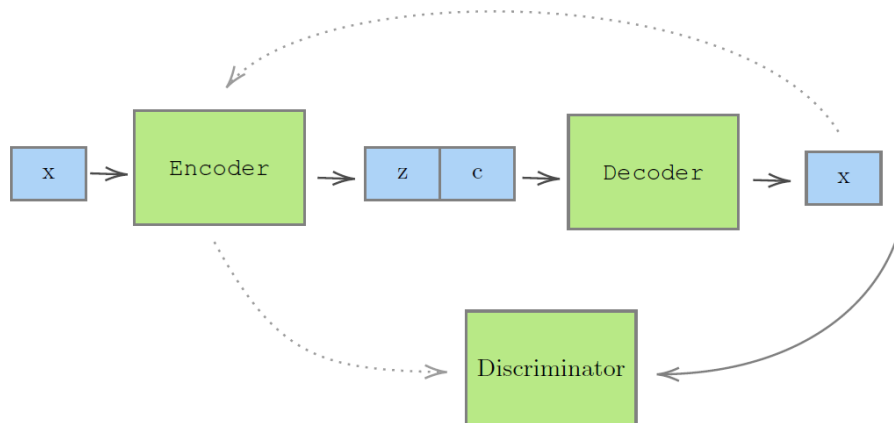 x
Encoder
z
c
Decoder
x
Discriminator